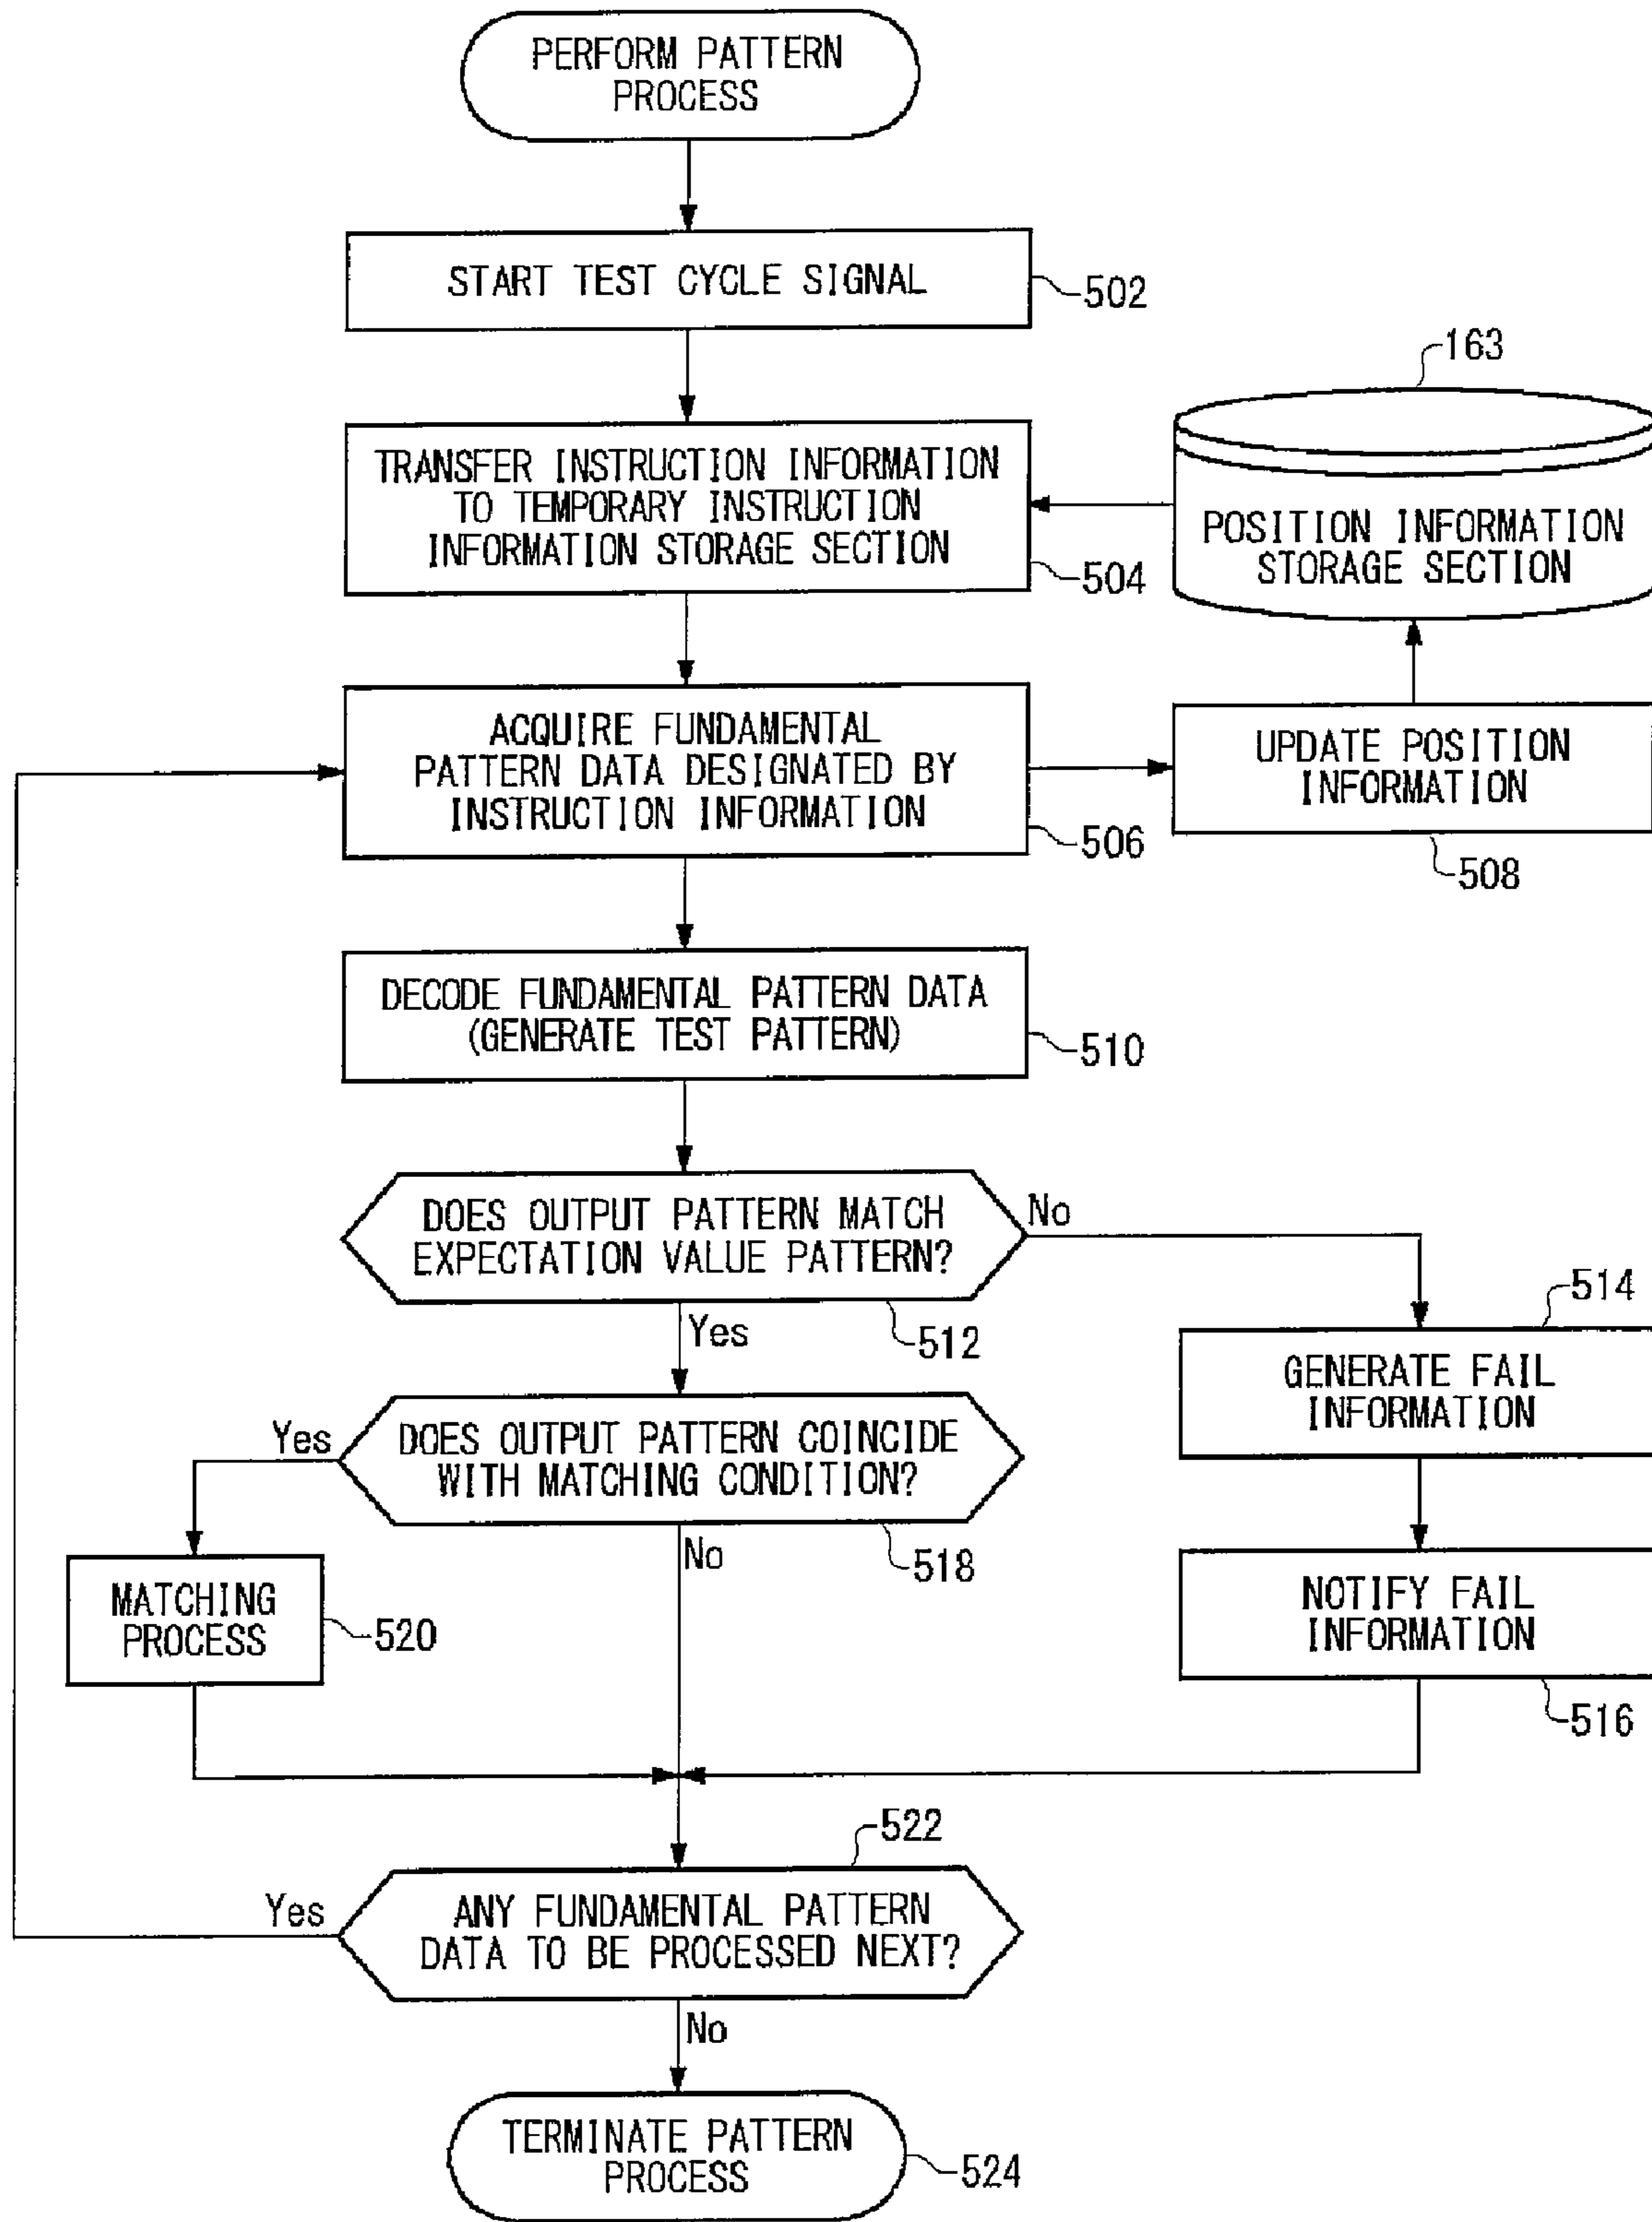 PERFORM PATTERN
PROCESS
START TEST CYCLE SIGNAL
502
163
TRANSFER INSTRUCTION INFORMATION
TO TEMPORARY INSTRUCTION
INFORMATION STORAGE SECTION
504
POSITION INFORMATION
STORAGE SECTION
ACQUIRE FUNDAMENTAL
PATTERN DATA DESIGNATED BY
INSTRUCTION INFORMATION
506
UPDATE POSITION
INFORMATION
508
DECODE FUNDAMENTAL PATTERN DATA
(GENERATE TEST PATTERN)
510
DOES OUTPUT PATTERN MATCH
EXPECTATION VALUE PATTERN?
No
Yes
512
514
GENERATE FAIL
INFORMATION
Yes
DOES OUTPUT PATTERN COINCIDE
WITH MATCHING CONDITION?
No
518
MATCHING
PROCESS
520
NOTIFY FAIL
INFORMATION
516
522
Yes
ANY FUNDAMENTAL PATTERN
DATA TO BE PROCESSED NEXT?
No
TERMINATE PATTERN
PROCESS
524